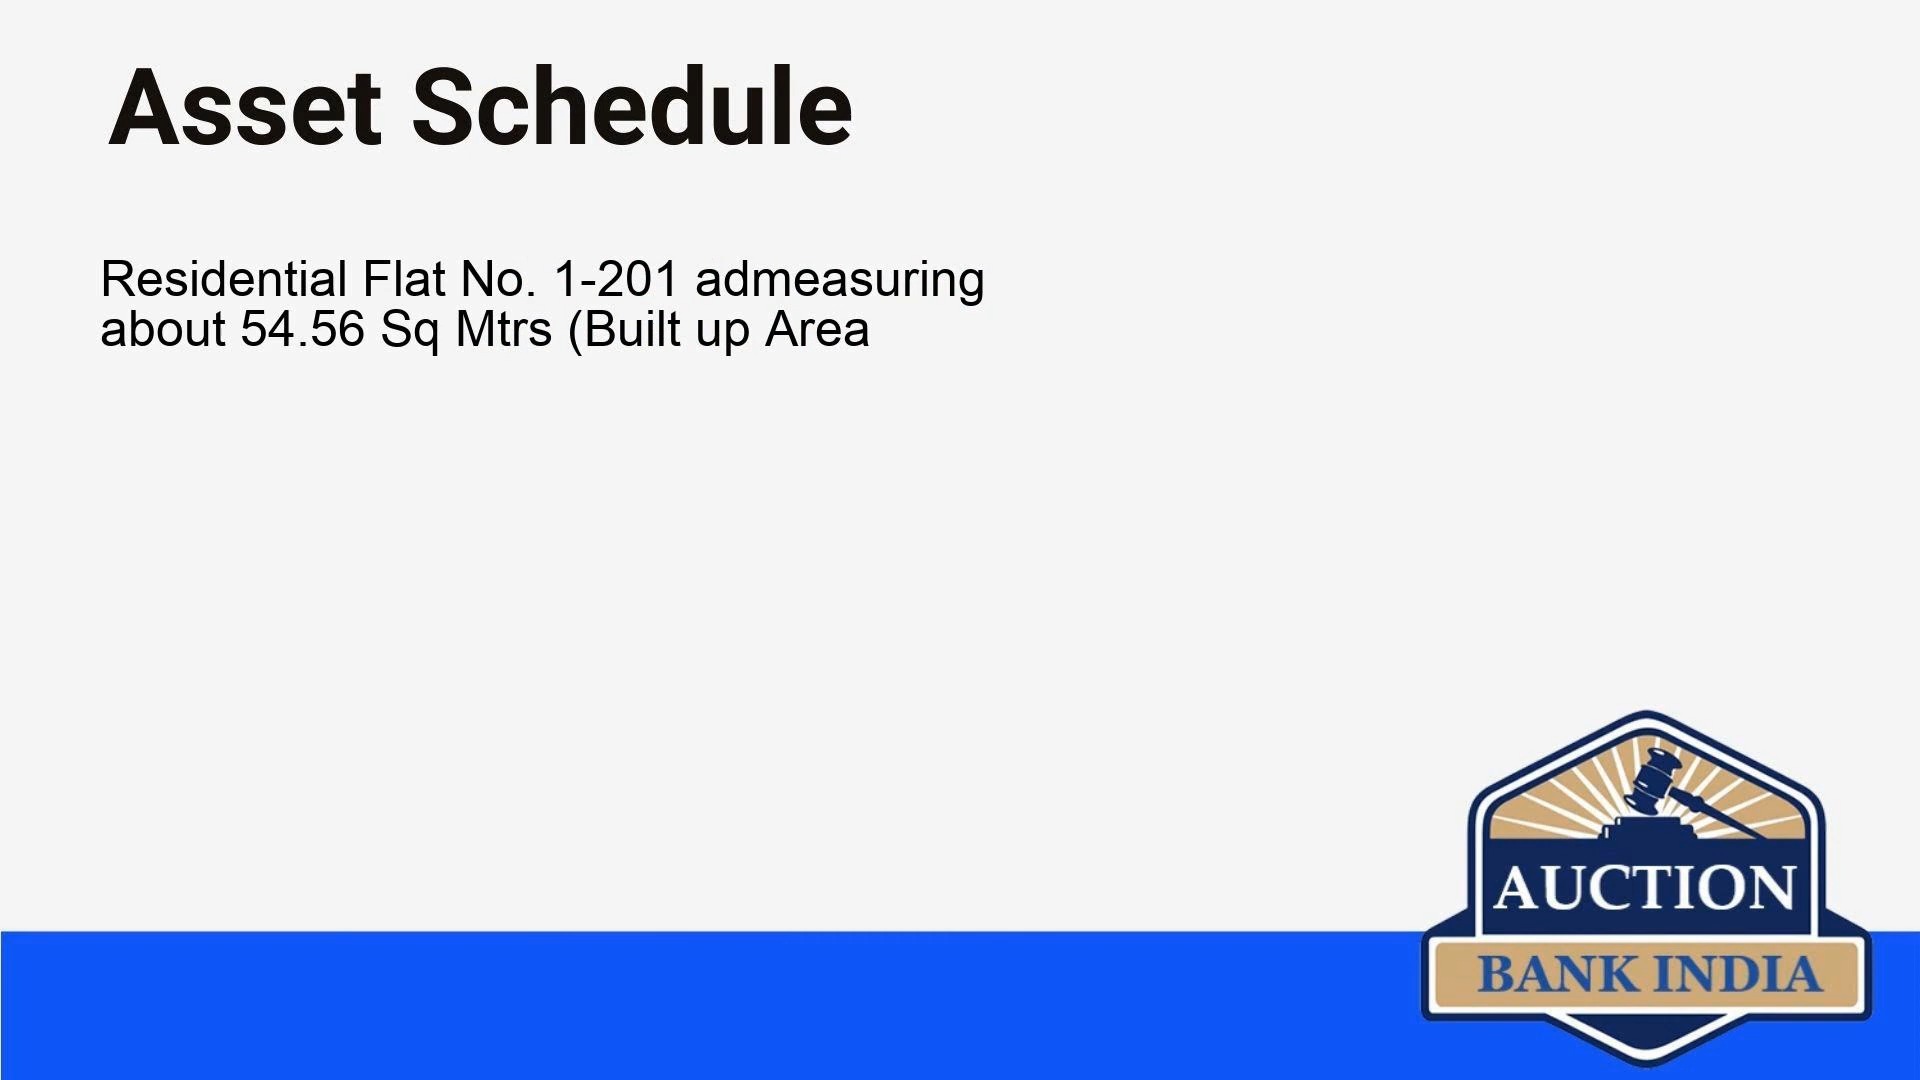 Asset Schedule
Residential Flat No. 1-201 admeasuring
about 54.56 Sq Mtrs (Built up Area
AUCTION
BANK INDIA